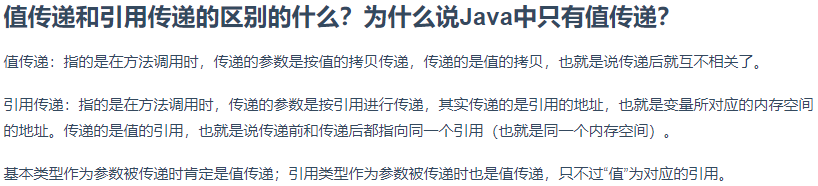 值传递和引用传递的区别的什么？为什么说Java中只有值传递？
值传递：指的是在方法调用时，传递的参数是按值的拷贝传递，传递的是值的拷贝，也就是说传递后就互不相关了。
引用传递：指的是在方法调用时，传递的参数是按引用进行传递，其实传递的是引用的地址，也就是变量所对应的内存空间
的地址。传递的是值的引用，也就是说传递前和传递后都指向同一个引用（也就是同一个内存空间）。
基本类型作为参数被传递时肯定是值传递；引用类型作为参数被传递时也是值传递，只不过“值”为对应的引用。